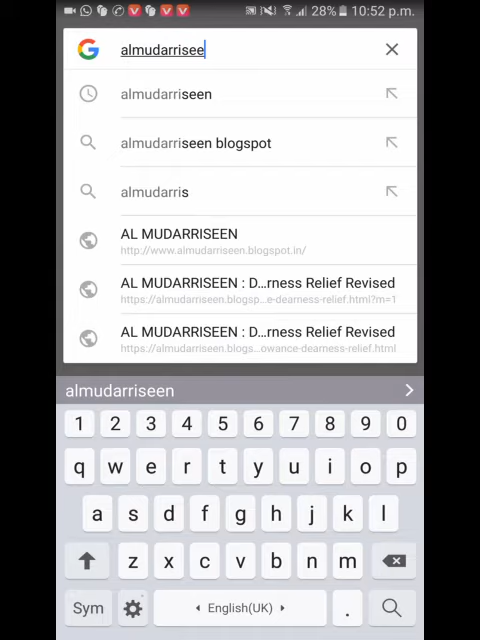 28% 10:52 p.m.
almudarrisee
almudarriseen
almudarriseen blogspot
almudarris
AL MUDARRISEEN
http://www.almudarriseen.blogspot.in/
AL MUDARRISEEN : D...rness Relief Revised
https://almudarriseen.blogsp...e-dearness-relief.html?m=1
AL MUDARRISEEN : D...rness Relief Revised
https://almudarriseen.blogs...owance-dearness-relief.html
almudarriseen
1 2 3 4 5 6 7 8 9 0
q w e r t y u i o p
a s d f g h j k l
z x c v b n m
Sym English(UK) .